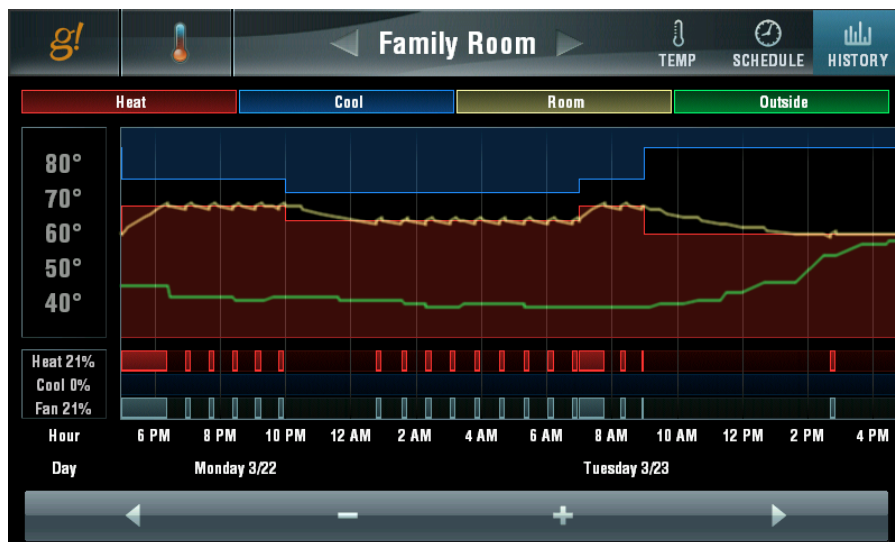 g!
Family Room
TEMP
SCHEDULE
HISTORY
Heat Cool Room Outside
80°
70°
60°
50°
40°
Heat 21%
Cool 0%
Fan 21%
Hour 6 PM 8 PM 10 PM 12 AM 2 AM 4 AM 6 AM 8 AM 10 AM 12 PM 2 PM 4 PM
Day Monday 3/22 Tuesday 3/23